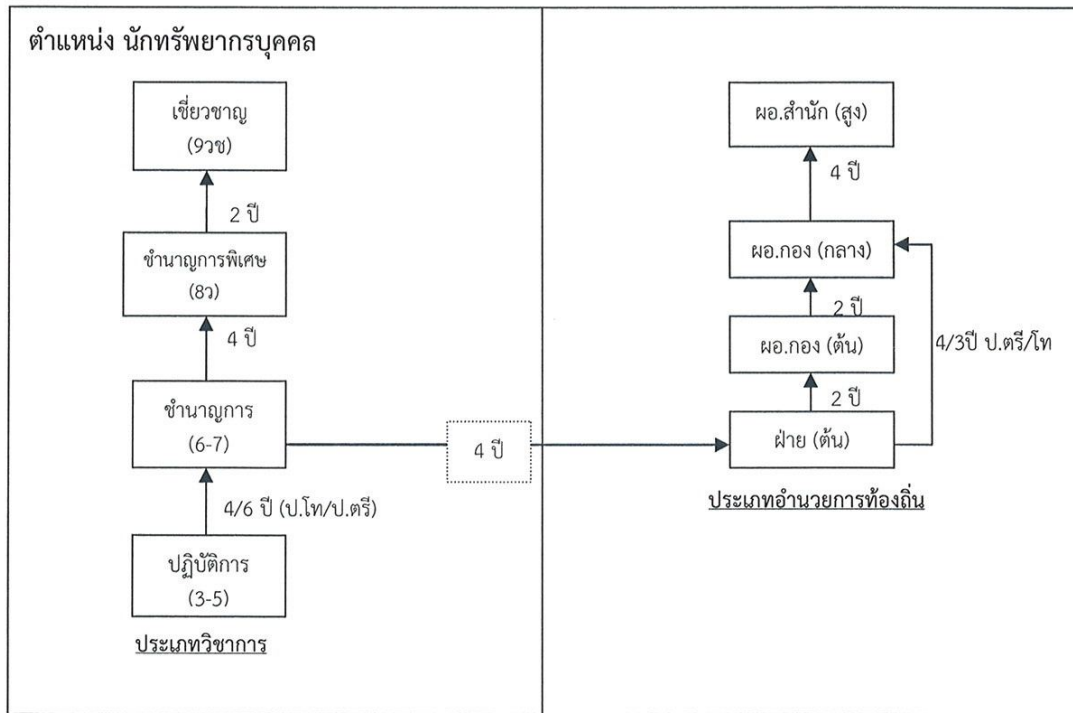 ตำแหน่ง นักทรัพยากรบุคคล
เชี่ยวชาญ
(9วช)
2 ปี
ชำนาญการพิเศษ
(8ว)
4 ปี
ชำนาญการ
(6-7)
4/6 ปี (ป.โท/ป.ตรี)
ปฏิบัติการ
(3-5)
ประเภทวิชาการ
4 ปี
ผอ.สำนัก (สูง)
4 ปี
ผอ.กอง (กลาง)
2 ปี
ผอ.กอง (ต้น)
4/3ปี ป.ตรี/โท
2 ปี
ฝ่าย (ต้น)
ประเภทอำนวยการท้องถิ่น